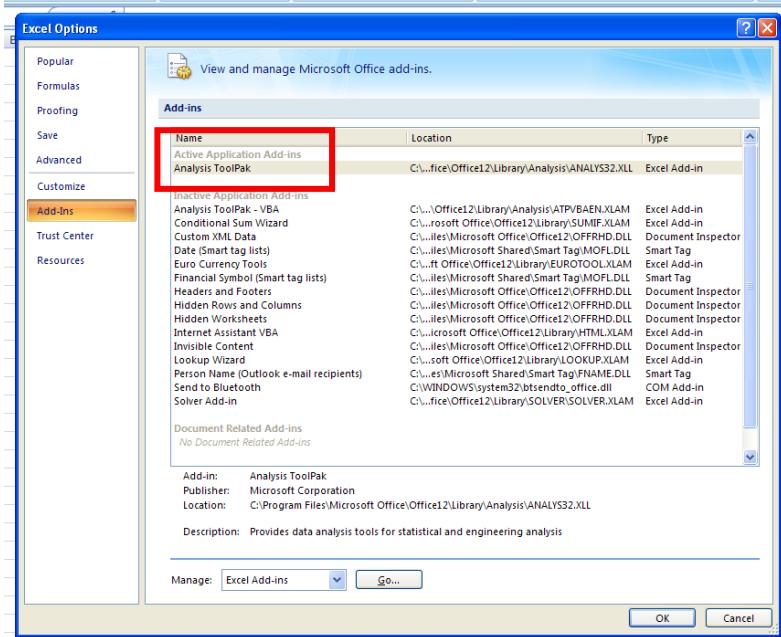 Excel Options
Popular
Formulas
Proofing
Save
Advanced
Customize
Add-Ins
Trust Center
Resources
View and manage Microsoft Office add-ins.
Add-ins
Name Location Type
Active Application Add-ins
Analysis ToolPak C:\...fice\Office12\Library\Analysis\ANALYS32.XLL Excel Add-in
Inactive Application Add-ins
Analysis ToolPak - VBA C:\...\Office12\Library\Analysis\ATPVBAEN.XLAM Excel Add-in
Conditional Sum Wizard C:\...rosoft Office\Office12\Library\SUMIF.XLAM Excel Add-in
Custom XML Data C:\...iles\Microsoft Office\Office12\OFFRHD.DLL Document Inspector
Date (Smart tag lists) C:\...iles\Microsoft Shared\Smart Tag\MOFL.DLL Smart Tag
Euro Currency Tools C:\...ft Office\Office12\Library\EUROTOOL.XLAM Excel Add-in
Financial Symbol (Smart tag lists) C:\...iles\Microsoft Shared\Smart Tag\MOFL.DLL Smart Tag
Headers and Footers C:\...iles\Microsoft Office\Office12\OFFRHD.DLL Document Inspector
Hidden Rows and Columns C:\...iles\Microsoft Office\Office12\OFFRHD.DLL Document Inspector
Hidden Worksheets C:\...iles\Microsoft Office\Office12\OFFRHD.DLL Document Inspector
Internet Assistant VBA C:\...icrosoft Office\Office12\Library\HTML.XLAM Excel Add-in
Invisible Content C:\...iles\Microsoft Office\Office12\OFFRHD.DLL Document Inspector
Lookup Wizard C:\...soft Office\Office12\Library\LOOKUP.XLAM Excel Add-in
Person Name (Outlook e-mail recipients) C:\...es\Microsoft Shared\Smart Tag\FNAME.DLL Smart Tag
Send to Bluetooth C:\WINDOWS\system32\btsendto_office.dll COM Add-in
Solver Add-in C:\...fice\Office12\Library\SOLVER\SOLVER.XLAM Excel Add-in
Document Related Add-ins
No Document Related Add-ins
Add-in: Analysis ToolPak
Publisher: Microsoft Corporation
Location: C:\Program Files\Microsoft Office\Office12\Library\Analysis\ANALYS32.XLL
Description: Provides data analysis tools for statistical and engineering analysis
Manage: Excel Add-ins Go...
OK Cancel